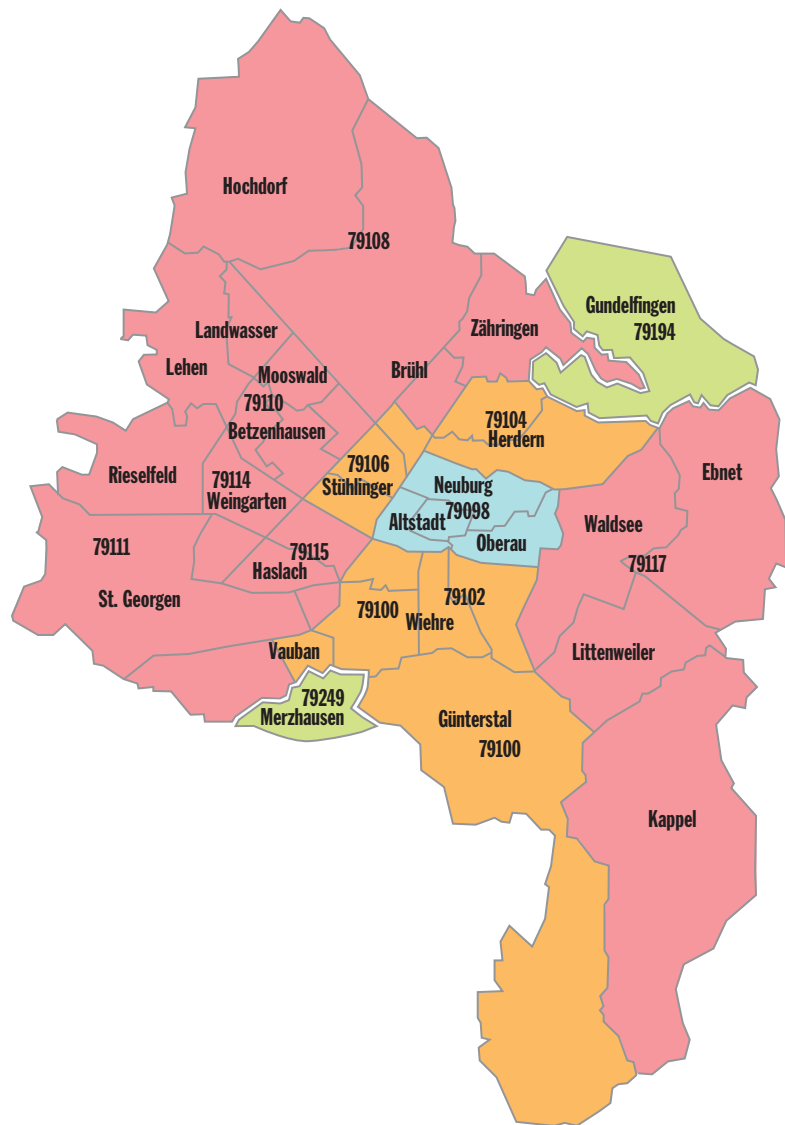 Hochdorf
79108
Gundelfingen
79194
Landwasser
Zähringen
Lehen
Mooswald
Brühl
79110
79104
Betzenhausen
Herdern
79106
Rieselfeld
79114
Stühlinger
Neuburg
Ebnet
Weingarten
79098
Altstadt
Waldsee
79111
79115
Oberau
Haslach
79117
St. Georgen
79100
79102
Wiehre
Vauban
Littenweiler
79249
Merzhausen
Günterstal
79100
Kappel